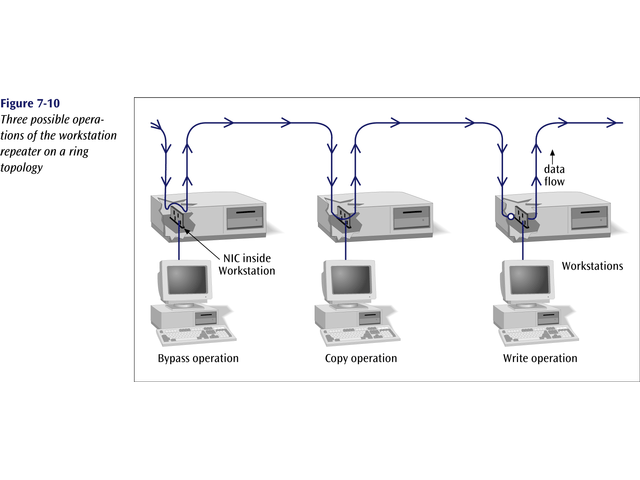 Figure 7-10
Three possible opera-
tions of the workstation
repeater on a ring
topology
data
flow
NIC inside
Workstation
Workstations
Bypass operation
Copy operation
Write operation